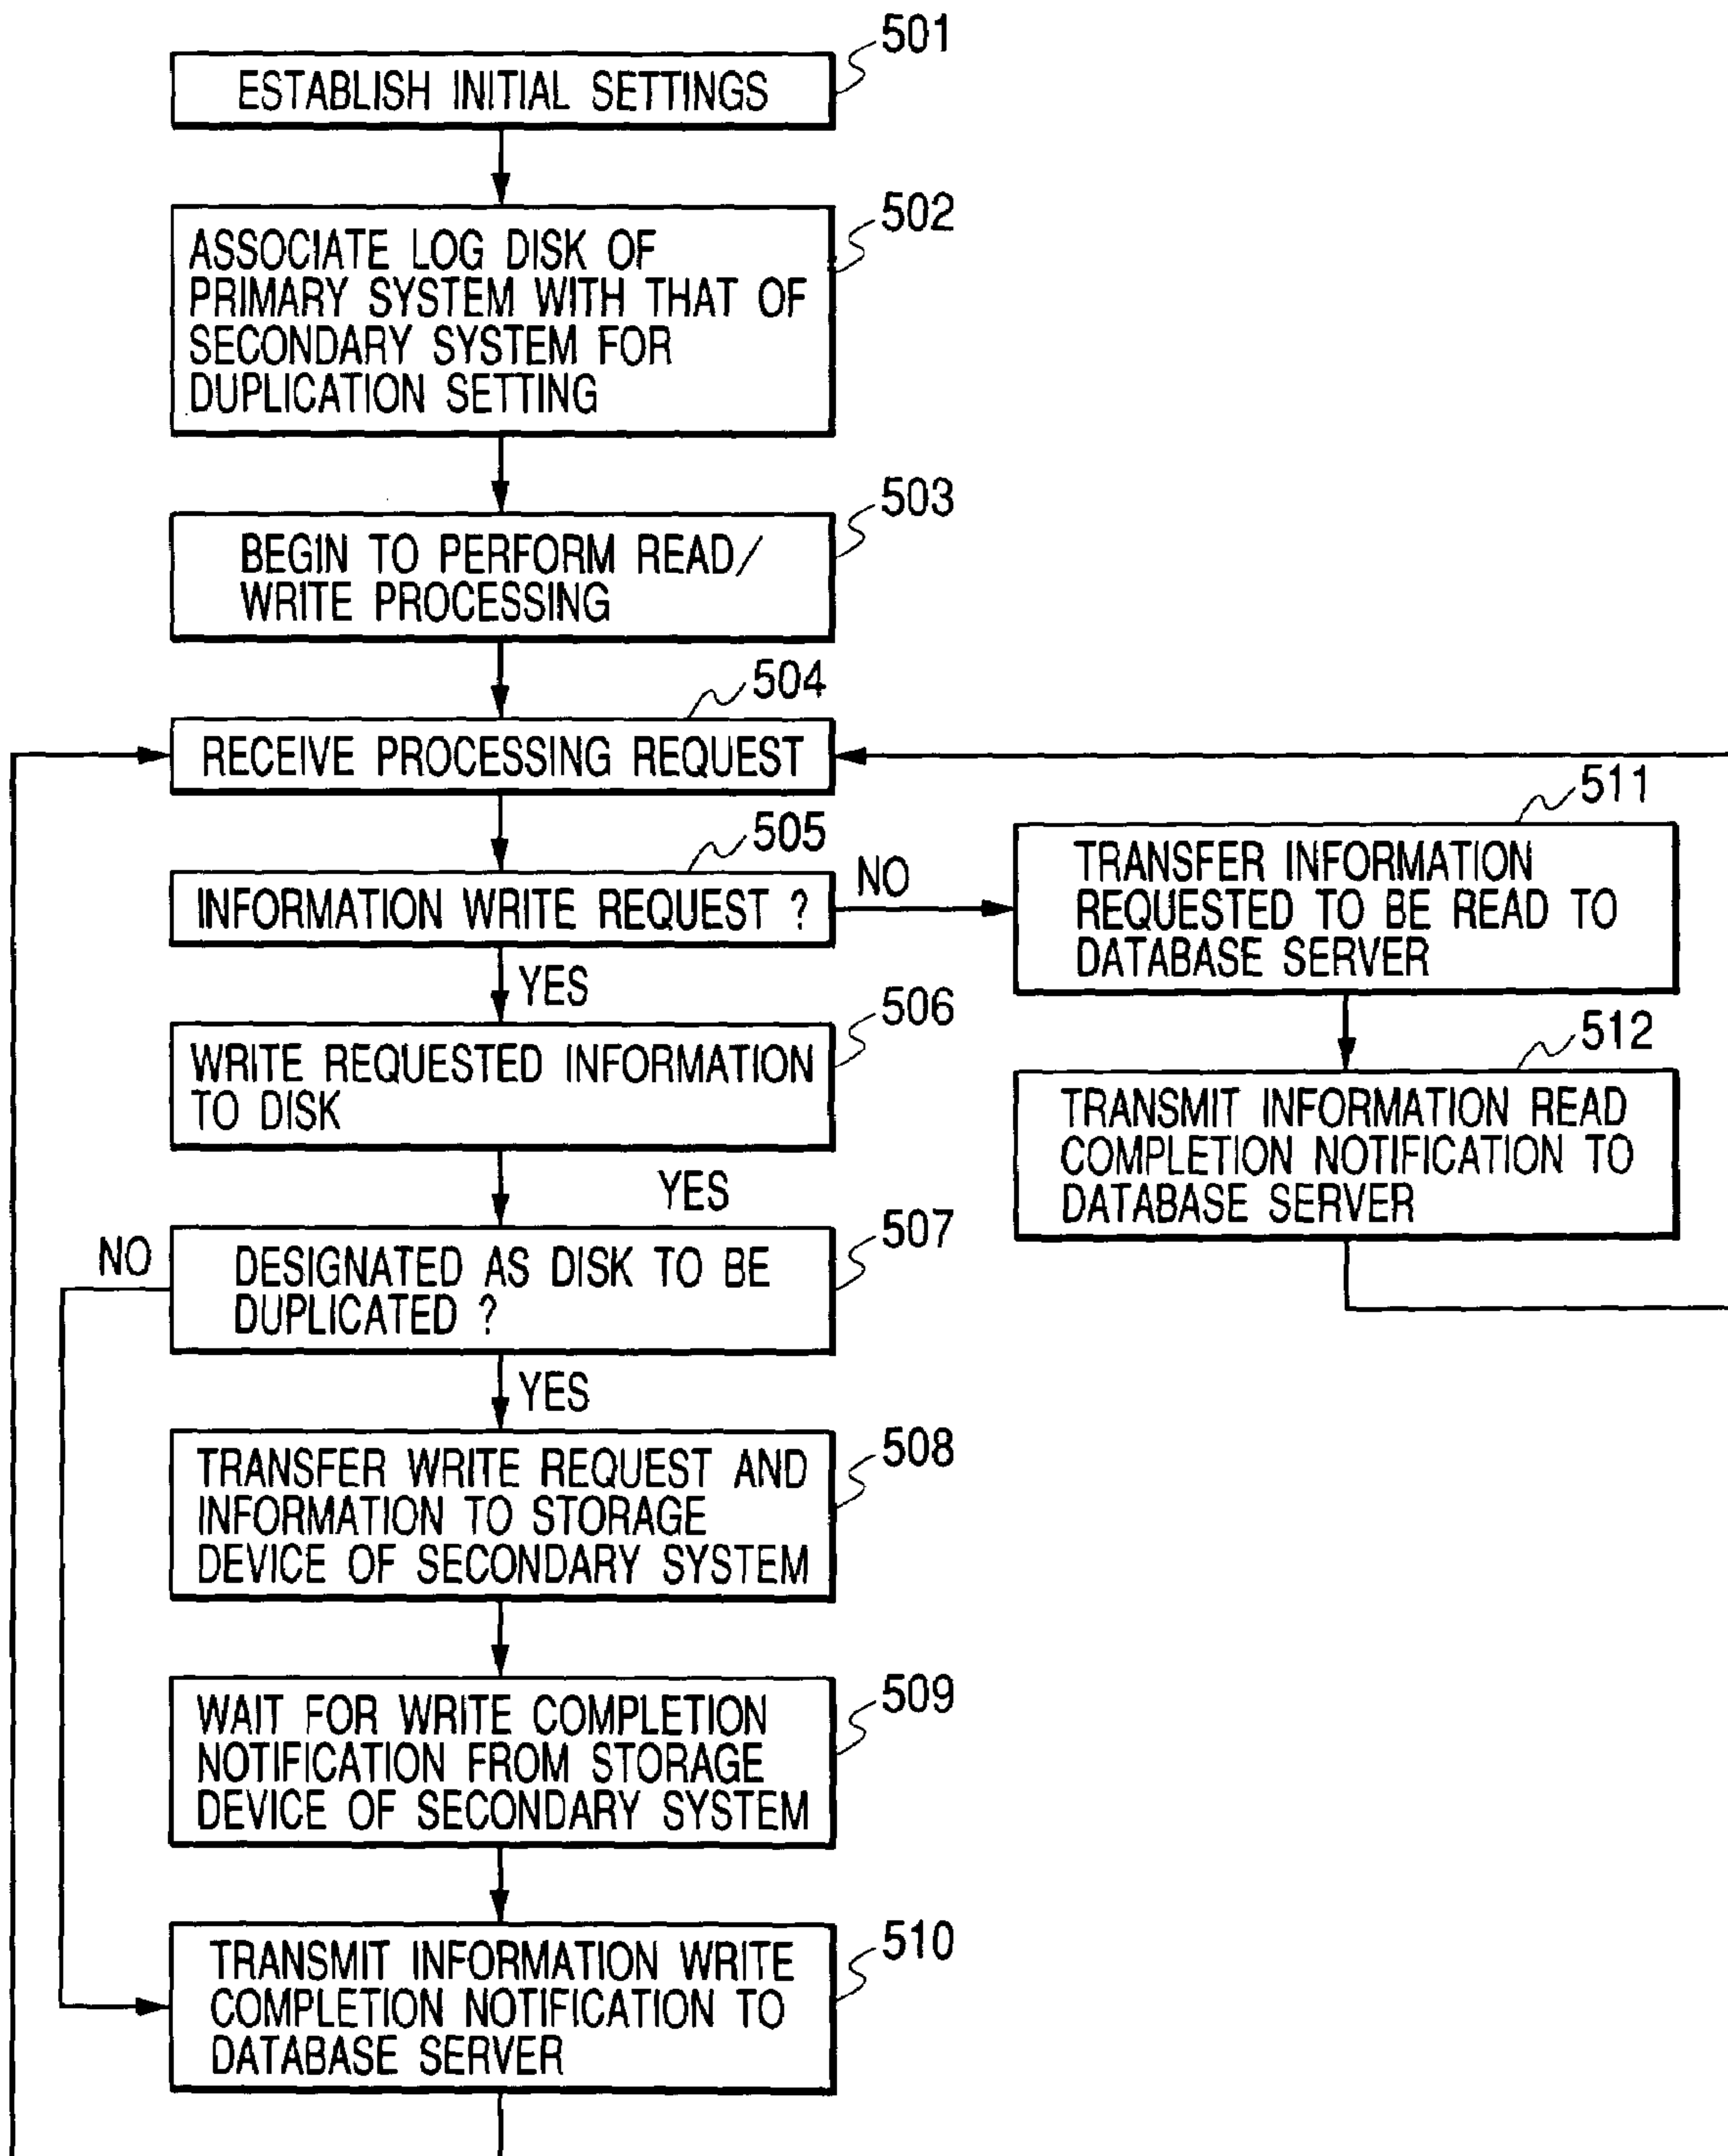 501
ESTABLISH INITIAL SETTINGS
502
ASSOCIATE LOG DISK OF
PRIMARY SYSTEM WITH THAT OF
SECONDARY SYSTEM FOR
DUPLICATION SETTING
503
BEGIN TO PERFORM READ/
WRITE PROCESSING
504
RECEIVE PROCESSING REQUEST
505
INFORMATION WRITE REQUEST ?
NO
YES
511
TRANSFER INFORMATION
REQUESTED TO BE READ TO
DATABASE SERVER
512
TRANSMIT INFORMATION READ
COMPLETION NOTIFICATION TO
DATABASE SERVER
506
WRITE REQUESTED INFORMATION
TO DISK
YES
507
NO
DESIGNATED AS DISK TO BE
DUPLICATED ?
YES
508
TRANSFER WRITE REQUEST AND
INFORMATION TO STORAGE
DEVICE OF SECONDARY SYSTEM
509
WAIT FOR WRITE COMPLETION
NOTIFICATION FROM STORAGE
DEVICE OF SECONDARY SYSTEM
510
TRANSMIT INFORMATION WRITE
COMPLETION NOTIFICATION TO
DATABASE SERVER